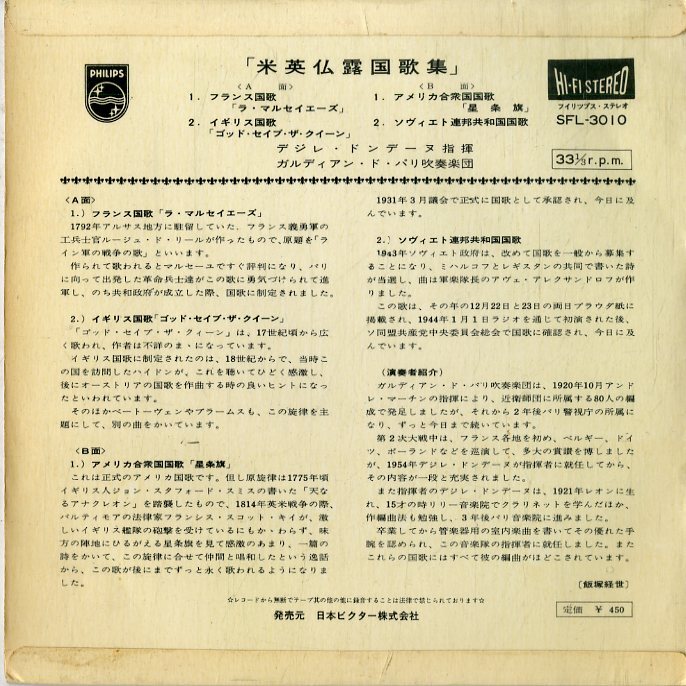 PHILIPS
「米英仏露国歌集」
HI-FI STEREO
フイリップス・ステレオ
SFL-3010
33⅓r.p.m.
〈A面〉
1. フランス国歌
「ラ・マルセイエーズ」
2. イギリス国歌
「ゴッド・セイブ・ザ・クイーン」
〈B面〉
1. アメリカ合衆国国歌
「星条旗」
2. ソヴィエト連邦共和国国歌
デジレ・ドンデーヌ指揮
ガルディアン・ド・パリ吹奏楽団
〈A面〉
1.）フランス国歌「ラ・マルセイエーズ」
1792年アルサス地方に駐留していた、フランス義勇軍の
工兵士官ルージュ・ド・リールが作ったもので、原題を「ライ
ン軍の戦争の歌」といいます。
作られて歌われるとマルセーユですぐ評判になり、パリ
に向って出発した革命兵士達がこの歌に勇気づけられて進
軍し、のち共和政府が成立した際、国歌に制定されました。
2.）イギリス国歌「ゴッド・セイブ・ザ・クイーン」
「ゴッド・セイブ・ザ・クィーン」は、17世紀頃から広
く歌われ、作者は不詳のまゝになっています。
イギリス国歌に制定されたのは、18世紀からで、当時こ
の国を訪問したハイドンが、これを聴いてひどく感激し、
後にオーストリアの国歌を作曲する時の良いヒントになっ
たといわれています。
そのほかベートーヴェンやブラームスも、この旋律を主
題にして、別の曲をかいています。
〈B面〉
1.）アメリカ合衆国国歌「星条旗」
これは正式のアメリカ国歌です。但し原旋律は1775年頃
イギリス人ジョン・スタフォード・スミスの書いた「天な
るアナクレオン」を踏襲したもので、1814年英米戦争の際、
バルティモアの法律家フランシス・スコット・キイが、激
しいイギリス艦隊の砲撃を受けているにもかゝわらず、味
方の陣地にひるがえる星条旗を見て感激のあまり、一篇の
詩をかいて、この旋律に合せて仲間と唱和したという逸話
から、この歌が後にまでずっと永く歌われるようになりま
した。
1931年3月議会で正式に国歌として承認され、今日に及
んでいます。
2.）ソヴィエト連邦共和国国歌
1943年ソヴィエト政府は、改めて国歌を一般から募集す
ることになり、ミハルコフとレギスタンの共同で書いた詩
が当選し、曲は軍楽隊長のアヴェ・アレクサンドロフが作
りました。
この歌は、その年の12月22日と23日の両日プラウダ紙に
掲載され、1944年1月1日ラジオを通じて初演された後、
ソ同盟共産党中央委員会総会で国歌に確認され、今日に及
んでいます。
（演奏者紹介）
ガルディアン・ド・パリ吹奏楽団は、1920年10月アンド
レ・マーチンの指揮により、近衛師団に所属する80人の編
成で発足しましたが、それから2年後パリ警視庁の所属に
なり、ずっと今日まで続いています。
第2次大戦中は、フランス各地を初め、ベルギー、ドイ
ツ、ポーランドなどを巡演して、多大の賞讃を博しました
が、1954年デジレ・ドンデーヌが指揮者に就任してから、
その内容が一段と充実されました。
また指揮者のデジレ・ドンデーヌは、1921年レオンに生
れ、15才の時リリー音楽院でクラリネットを学んだほか、
作編曲法も勉強し、3年後パリ音楽院に進みました。
卒業してから管楽器用の室内楽曲を書いてその優れた手
腕を認められ、この音楽隊の指揮者に就任しました。また
これらの国歌にはすべて彼の編曲がほどこされています。
〔飯塚経世〕
☆レコードから無断でテープ其の他の他に録音することは法律で禁じられております☆
発売元 日本ビクター株式会社
定価 ￥450